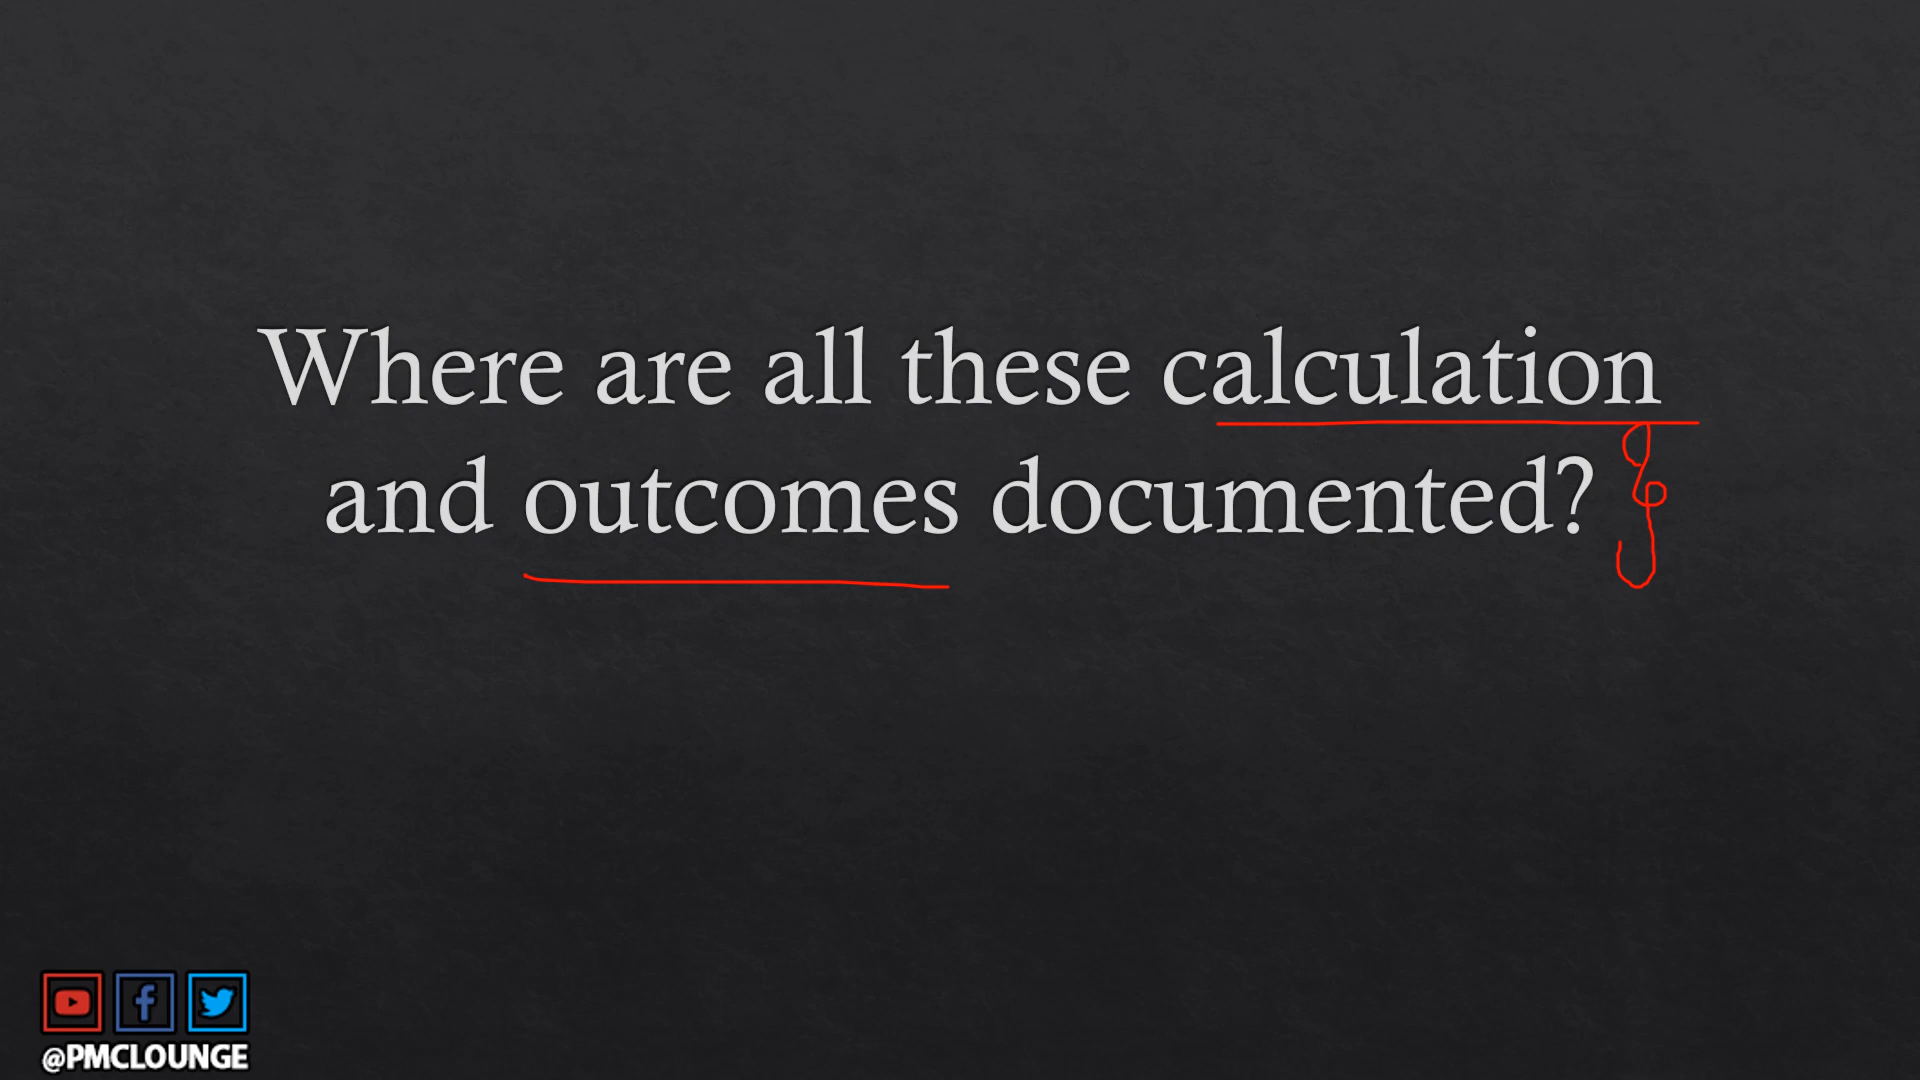 Where are all these calculation
and outcomes documented?
@PMCLOUNGE